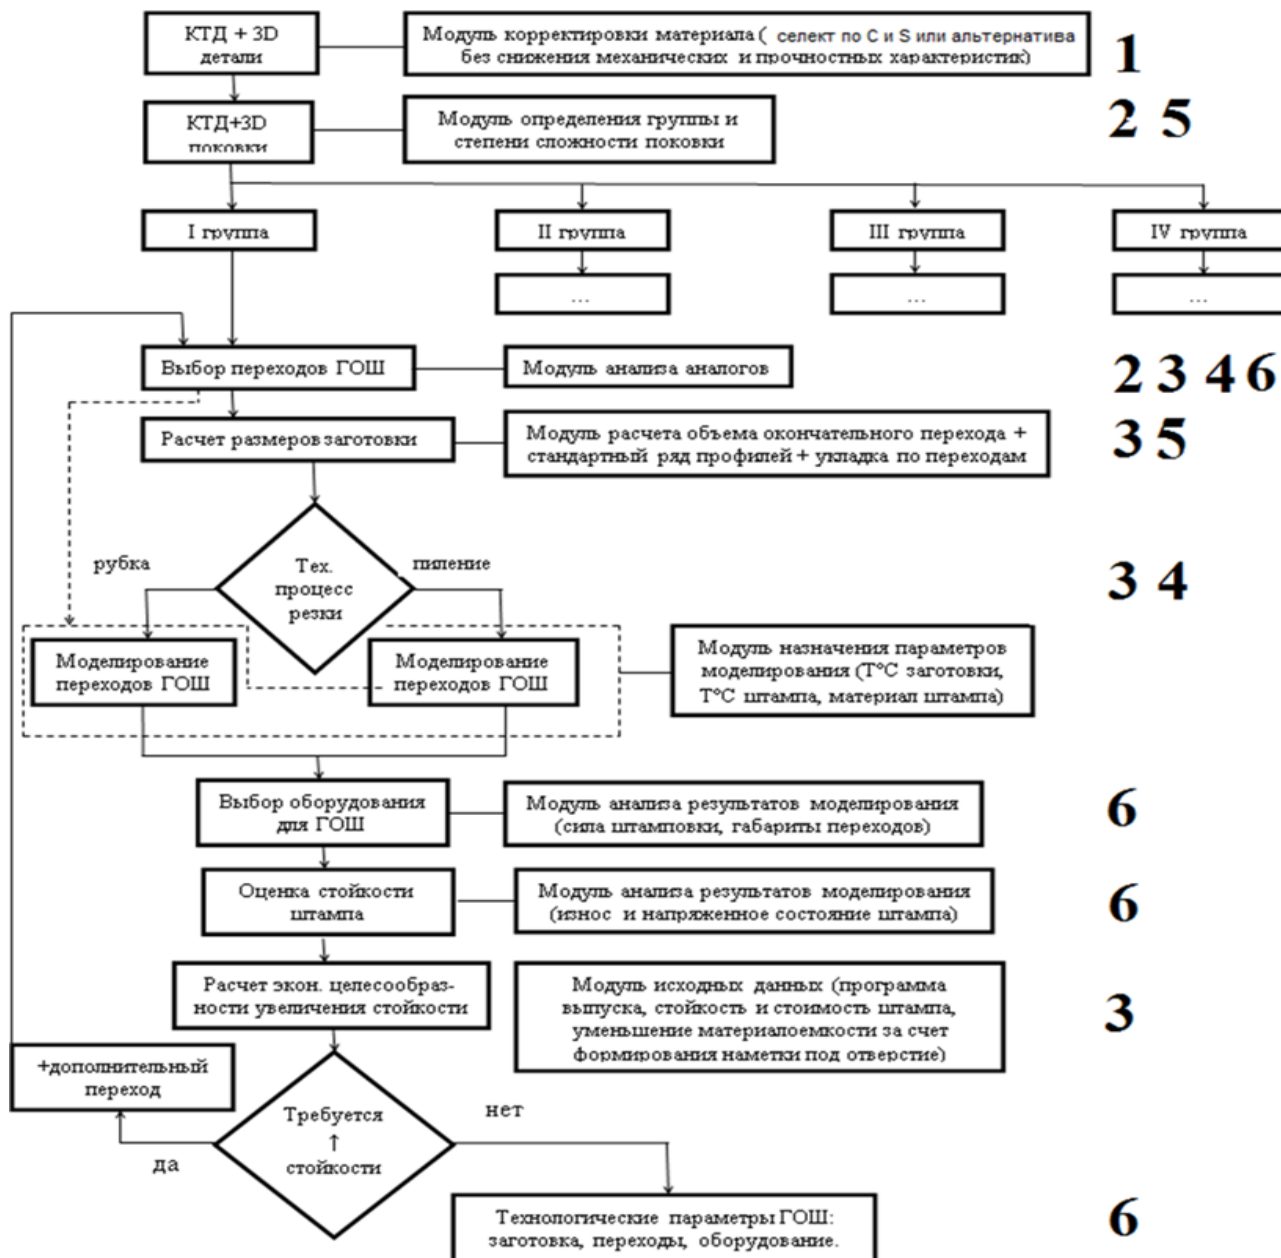 КТД + 3D
детали
Модуль корректировки материала ( селект по C и S или альтернатива
без снижения механических и прочностных характеристик)
1
КТД+3D
поковки
Модуль определения группы и
степени сложности поковки
2 5
I группа
II группа
III группа
IV группа
...
...
...
Выбор переходов ГОШ
Модуль анализа аналогов
2 3 4 6
Расчет размеров заготовки
Модуль расчета объема окончательного перехода +
стандартный ряд профилей + укладка по переходам
3 5
рубка
Тех.
процесс
резки
пиление
3 4
Моделирование
переходов ГОШ
Моделирование
переходов ГОШ
Модуль назначения параметров
моделирования (Т°С заготовки,
Т°С штампа, материал штампа)
Выбор оборудования
для ГОШ
Модуль анализа результатов моделирования
(сила штамповки, габариты переходов)
6
Оценка стойкости
штампа
Модуль анализа результатов моделирования
(износ и напряженное состояние штампа)
6
Расчет экон. целесообраз-
ности увеличения стойкости
Модуль исходных данных (программа
выпуска, стойкость и стоимость штампа,
уменьшение материалоемкости за счет
формирования наметки под отверстие)
3
+дополнительный
переход
Требуется
↑
стойкости
нет
да
Технологические параметры ГОШ:
заготовка, переходы, оборудование.
6